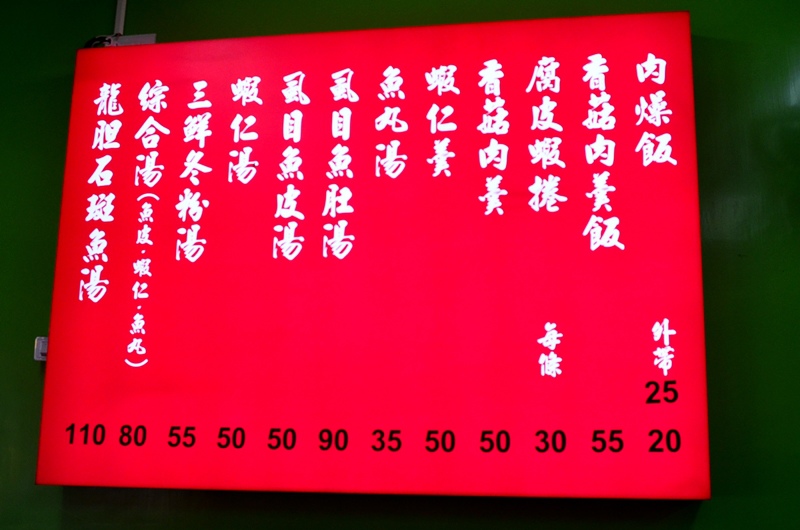 肉燥飯 外帶 25 20
香菇肉羹飯 55
腐皮蝦捲 每條 30
香菇肉羹 50
蝦仁羹 50
魚丸湯 35
虱目魚肚湯 90
虱目魚皮湯 50
蝦仁湯 50
三鮮冬粉湯 55
綜合湯(魚皮·蝦仁·魚丸) 80
龍胆石斑魚湯 110